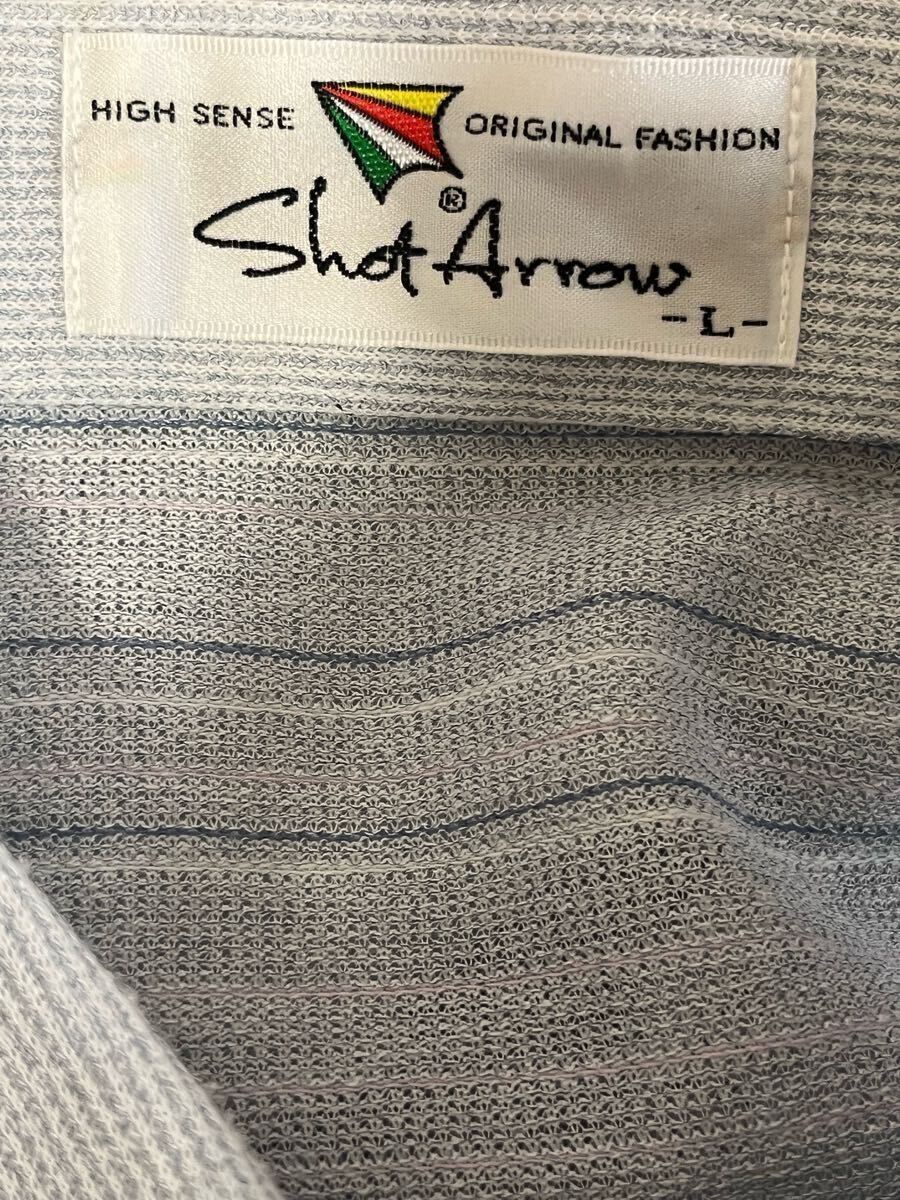 HIGH SENSE ORIGINAL FASHION
®
Shot Arrow
-L-